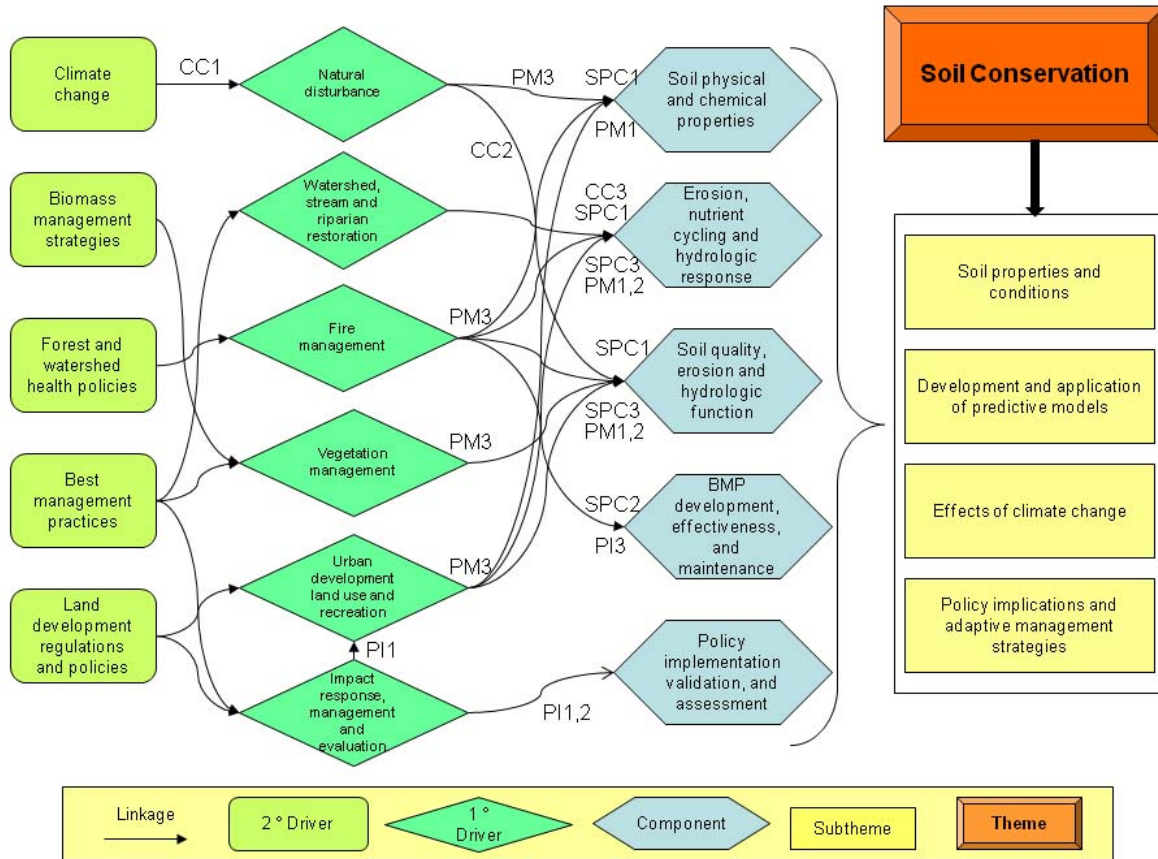 Climate
change
Biomass
management
strategies
Forest and
watershed
health policies
Best
management
practices
Land
development
regulations
and policies
CC1
Natural
disturbance
Watershed,
stream and
riparian
restoration
Fire
management
Vegetation
management
Urban
development
land use and
recreation
PI1
Impact
response,
management
and
evaluation
PM3
CC2
PM3
PM3
PM3
PI1,2
SPC1
PM1
CC3
SPC1
SPC3
PM1,2
SPC1
SPC3
PM1,2
SPC2
PI3
Soil physical
and chemical
properties
Erosion,
nutrient
cycling and
hydrologic
response
Soil quality,
erosion and
hydrologic
function
BMP
development,
effectiveness,
and
maintenance
Policy
implementation
validation, and
assessment
Soil Conservation
Soil properties and
conditions
Development and application
of predictive models
Effects of climate change
Policy implications and
adaptive management
strategies
Linkage
2 ° Driver
1 °
Driver
Component
Subtheme
Theme